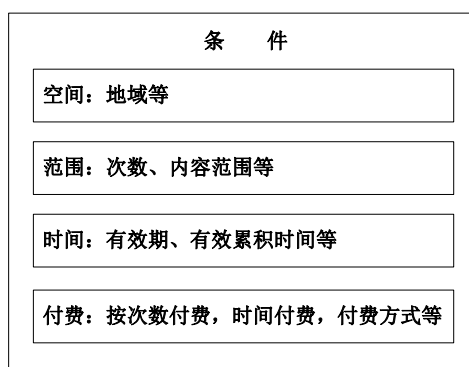 条 件
空间：地域等
范围：次数、内容范围等
时间：有效期、有效累积时间等
付费：按次数付费，时间付费，付费方式等